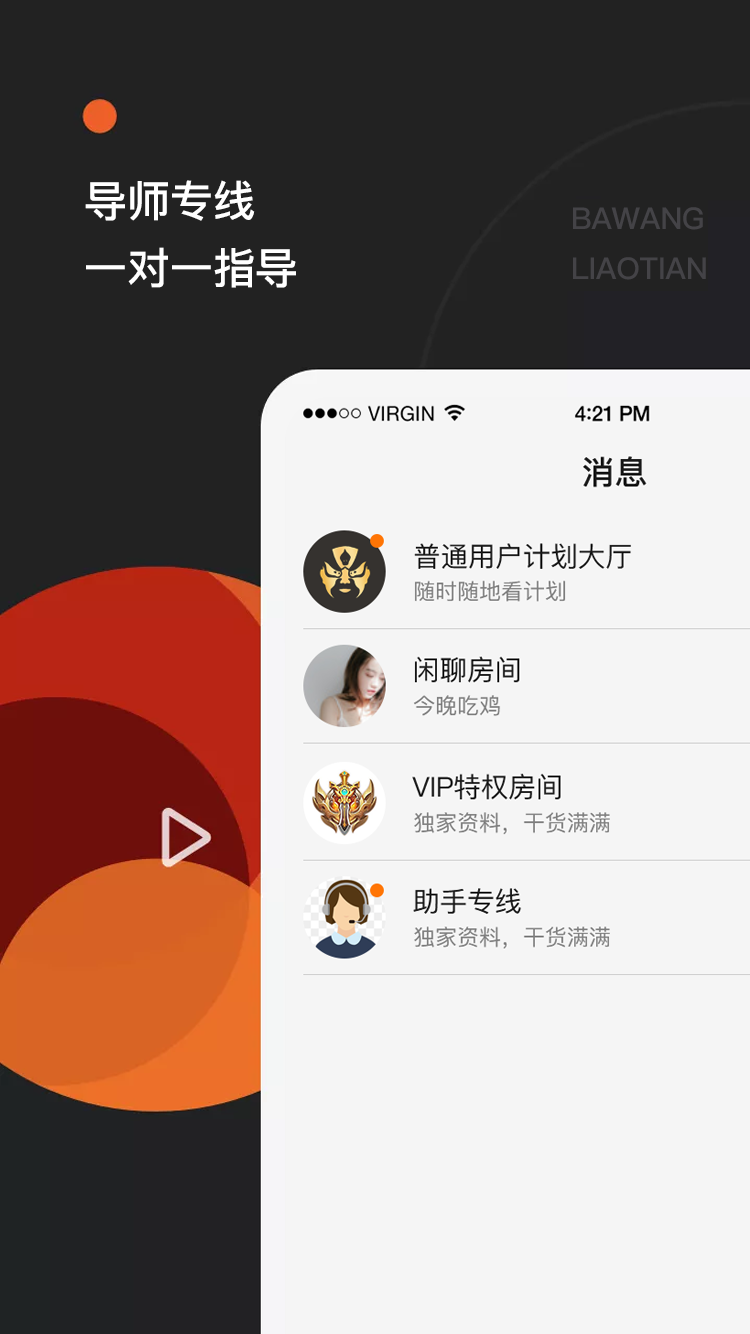 导师专线
一对一指导
BAWANG
LIAOTIAN
VIRGIN 4:21 PM
消息
普通用户计划大厅
随时随地看计划
闲聊房间
今晚吃鸡
VIP特权房间
独家资料，干货满满
助手专线
独家资料，干货满满